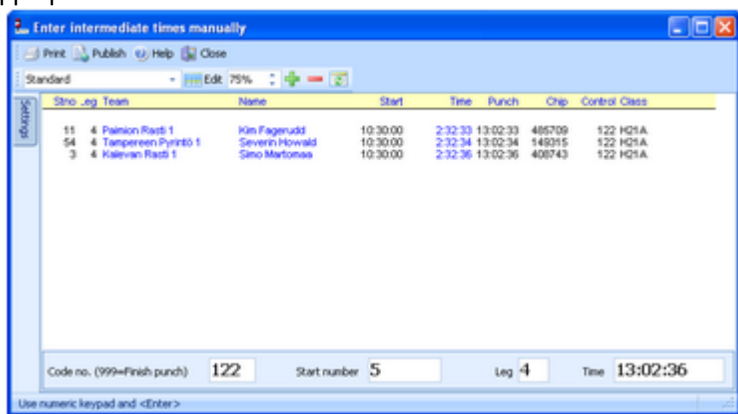 Enter intermediate times manually
Print Publish Help Close
Standard Edit 75%
Settings
Stno Leg Team Name Start Time Punch Chip Control Class
11 4 Paimion Rasti 1 Kim Fagerudd 10:30:00 2:32:33 13:02:33 485709 122 H21A
54 4 Tampereen Pyrintö 1 Severin Howald 10:30:00 2:32:34 13:02:34 149315 122 H21A
3 4 Kalevan Rasti 1 Simo Martomaa 10:30:00 2:32:36 13:02:36 408743 122 H21A
Code no. (999=Finish punch) 122 Start number 5 Leg 4 Time 13:02:36
Use numeric keypad and <Enter>